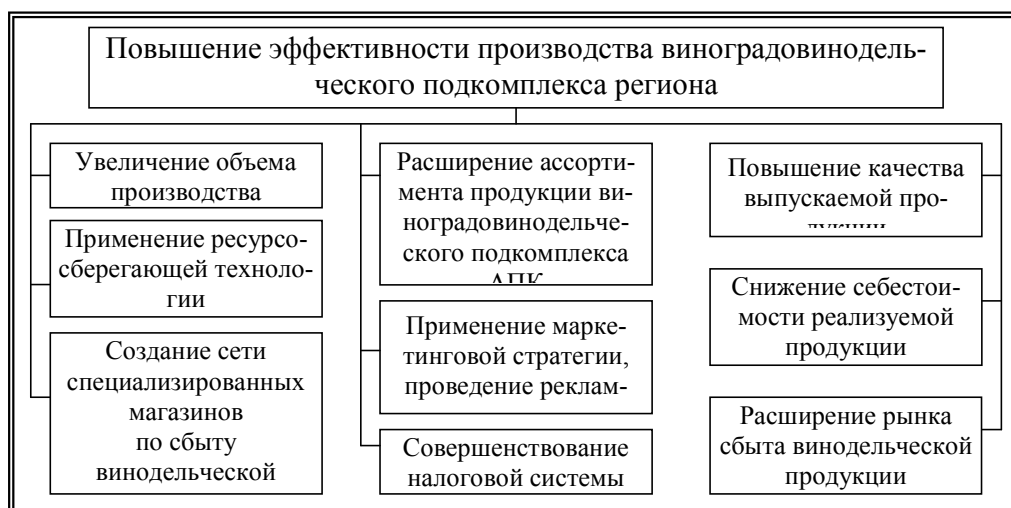 Повышение эффективности производства виноградовинодель-
ческого подкомплекса региона
Увеличение объема
производства
Применение ресурсо-
сберегающей техноло-
гии
Создание сети
специализированных
магазинов
по сбыту
винодельческой
Расширение ассорти-
мента продукции ви-
ноградовинодельче-
ского подкомплекса
АПК
Применение марке-
тинговой стратегии,
проведение реклам-
Совершенствование
налоговой системы
Повышение качества
выпускаемой про-
дукции
Снижение себестои-
мости реализуемой
продукции
Расширение рынка
сбыта винодельческой
продукции